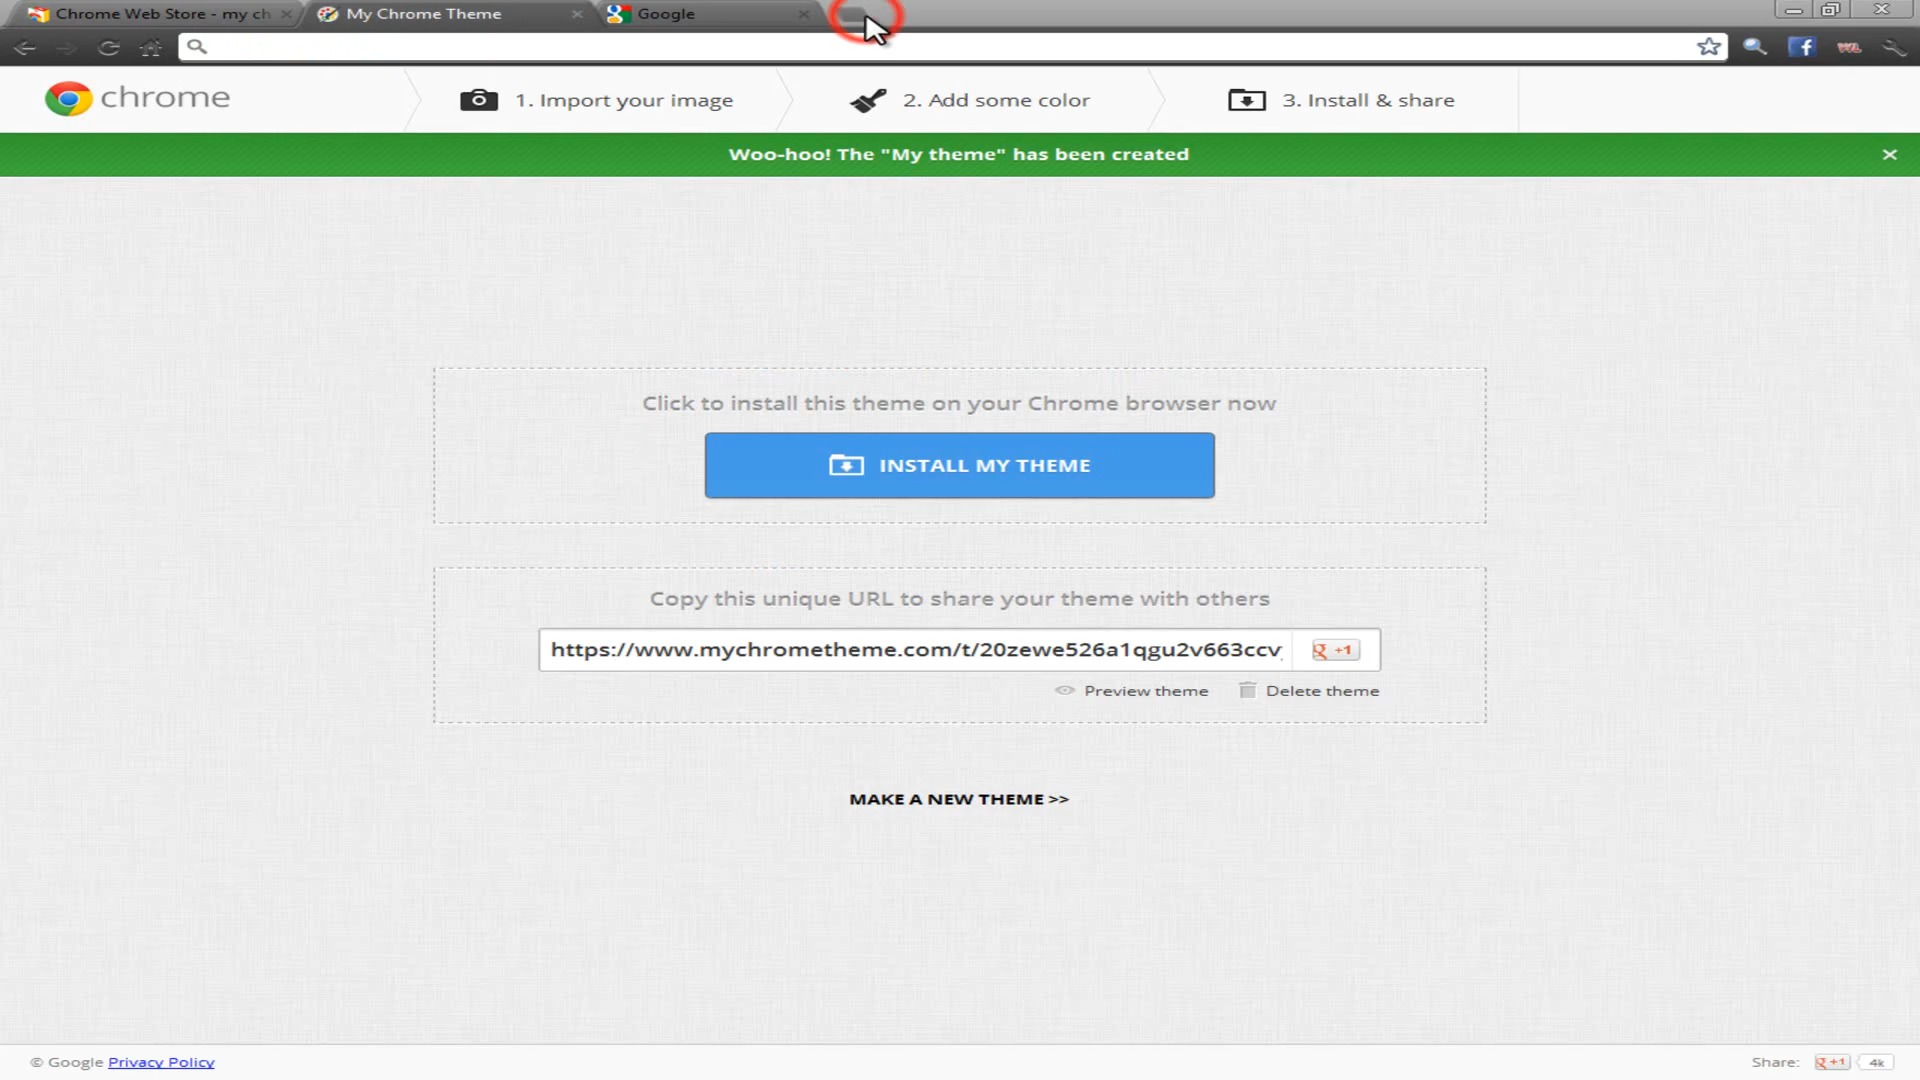 Chrome Web Store - my ch
My Chrome Theme
Google
chrome
1. Import your image
2. Add some color
3. Install & share
Woo-hoo! The "My theme" has been created
Click to install this theme on your Chrome browser now
INSTALL MY THEME
Copy this unique URL to share your theme with others
https://www.mychrometheme.com/t/20zewe526a1qgu2v663ccv
+1
Preview theme
Delete theme
MAKE A NEW THEME >>
© Google Privacy Policy
Share: +1 4k